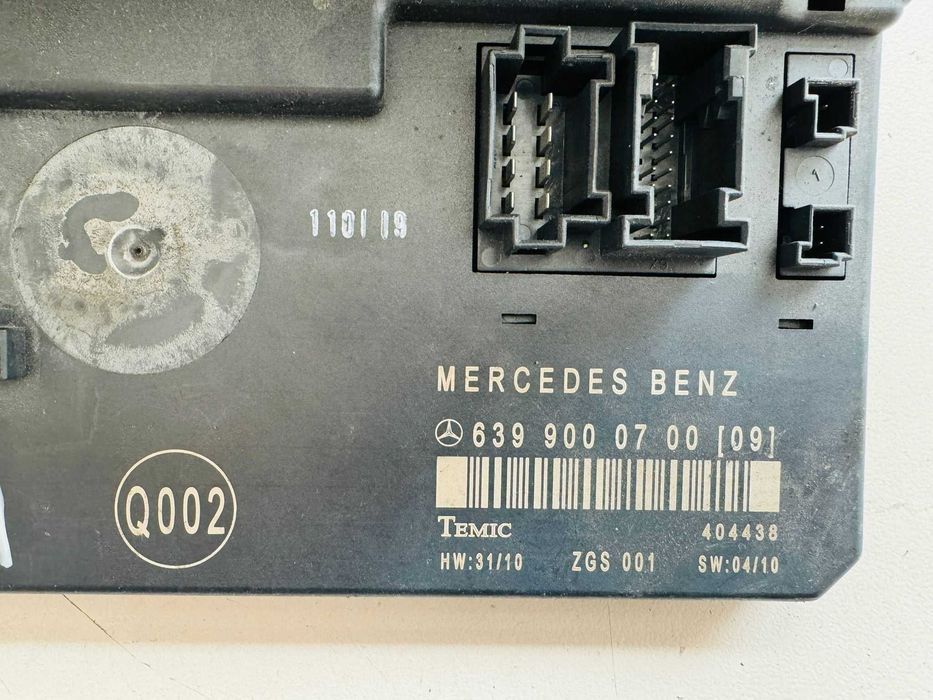 110/ 19
1
MERCEDES BENZ
639 900 07 00 [09]
Q002
TEMIC 404438
HW:31/10 ZGS 001 SW:04/10